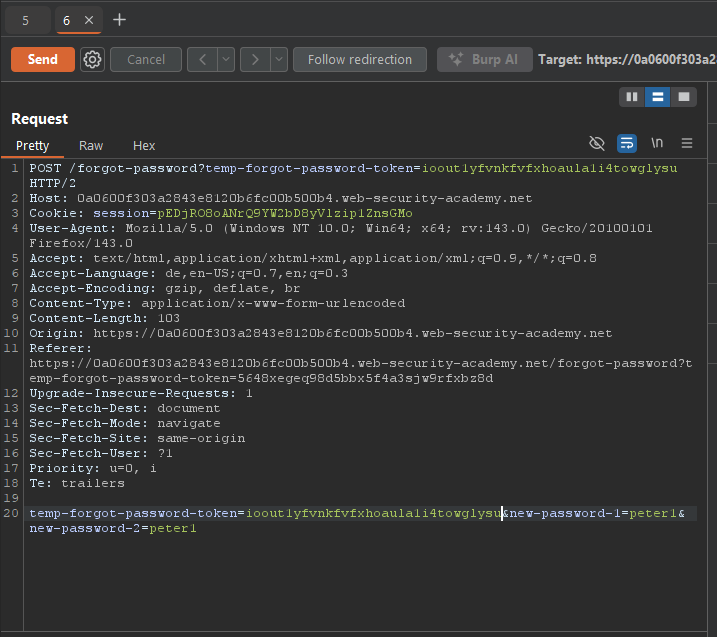 5 6 × +
Send Cancel < > Follow redirection Burp AI Target: https://0a0600f303a2
Request
Pretty Raw Hex \n
1 POST /forgot-password?temp-forgot-password-token=ioout1yfvnkfvfxhoaula1i4towglysu
HTTP/2
2 Host: 0a0600f303a2843e8120b6fc00b500b4.web-security-academy.net
3 Cookie: session=pEDjRO8oANrQ9YW2bD8yVlzip1ZnsGMo
4 User-Agent: Mozilla/5.0 (Windows NT 10.0; Win64; x64; rv:143.0) Gecko/20100101
Firefox/143.0
5 Accept: text/html,application/xhtml+xml,application/xml;q=0.9,*/*;q=0.8
6 Accept-Language: de,en-US;q=0.7,en;q=0.3
7 Accept-Encoding: gzip, deflate, br
8 Content-Type: application/x-www-form-urlencoded
9 Content-Length: 103
10 Origin: https://0a0600f303a2843e8120b6fc00b500b4.web-security-academy.net
11 Referer:
https://0a0600f303a2843e8120b6fc00b500b4.web-security-academy.net/forgot-password?t
emp-forgot-password-token=5648xegeq98d5bbx5f4a3sjw9rfxbz8d
12 Upgrade-Insecure-Requests: 1
13 Sec-Fetch-Dest: document
14 Sec-Fetch-Mode: navigate
15 Sec-Fetch-Site: same-origin
16 Sec-Fetch-User: ?1
17 Priority: u=0, i
18 Te: trailers
19
20 temp-forgot-password-token=ioout1yfvnkfvfxhoaula1i4towglysu&new-password-1=peter1&
new-password-2=peter1